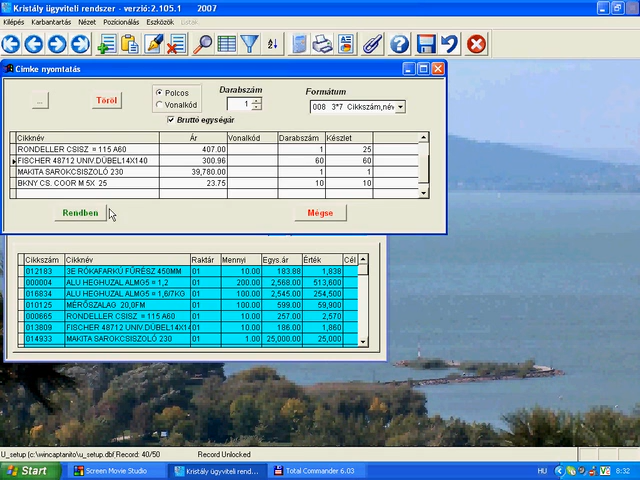 Kristály ügyviteli rendszer - verzió:2.105.1 2007
Kilépés Karbantartás Nézet Pozícionálás Eszközök Ustak
Címke nyomtatás
...
Töröl
Polcos
Vonalkód
Darabszám
1
Formátum
008 3*7 Cikkszám,név
Bruttó egységár
Cikknév Ár Vonalkód Darabszám Készlet
RONDELLER CSISZ = 115 A60 407.00 1 25
FISCHER 48712 UNIV.DÜBEL14X140 300.96 60 60
MAKITA SAROKCSISZOLÓ 230 39,780.00 1 1
BKNY CS. COOR M 5X 25 23.75 10 10
Rendben
Mégse
Cikkszám Cikknév Raktár Mennyi Egys.ár Érték Cél
012183 3E RÓKAFARKÚ FŰRÉSZ 450MM 01 10.00 183.88 1,838
000004 ALU HEGHUZAL ALMG5 = 1,2 01 200.00 2,568.00 513,600
016834 ALU HEGHUZAL ALMG5 = 1,6/7KG 01 100.00 2,545.00 254,500
010125 MÉRŐSZALAG 20,0FM 01 100.00 599.00 59,900
000665 RONDELLER CSISZ = 115 A60 01 10.00 257.00 2,570
013809 FISCHER 48712 UNIV.DÜBEL14X14 01 10.00 186.00 1,860
014933 MAKITA SAROKCSISZOLÓ 230 01 1.00 25,000.00 25,000
U_setup (c:\wincaptanito\u_setup.dbf Record: 40/50 Record Unlocked
Start Screen Movie Studio Kristály ügyviteli rend... Total Commander 6.03 HU 8:32